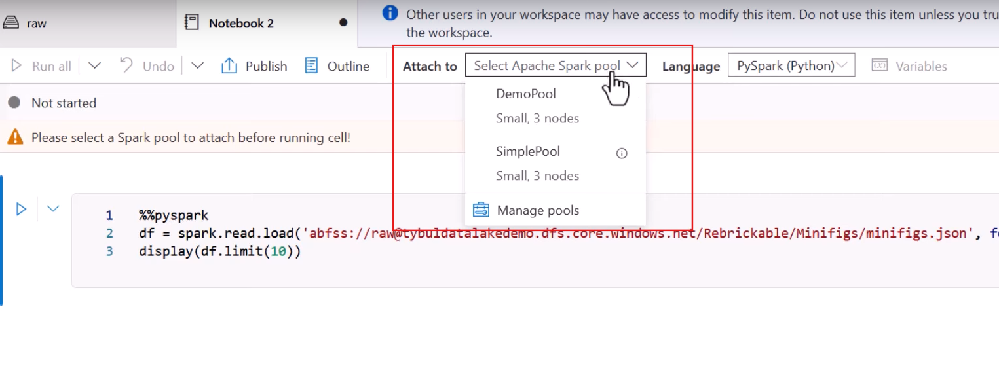 raw
Notebook 2
Other users in your workspace may have access to modify this item. Do not use this item unless you
the workspace.
Run all
Undo
Publish
Outline
Attach to
Select Apache Spark pool
Language
PySpark (Python)
Variables
Not started
DemoPool
Small, 3 nodes
Please select a Spark pool to attach before running cell!
SimplePool
Small, 3 nodes
Manage pools
1 %%pyspark
2 df = spark.read.load('abfss://raw@tybuldatalakedemo.dfs.core.windows.net/Rebrickable/Minifigs/minifigs.json',
3 display(df.limit(10))